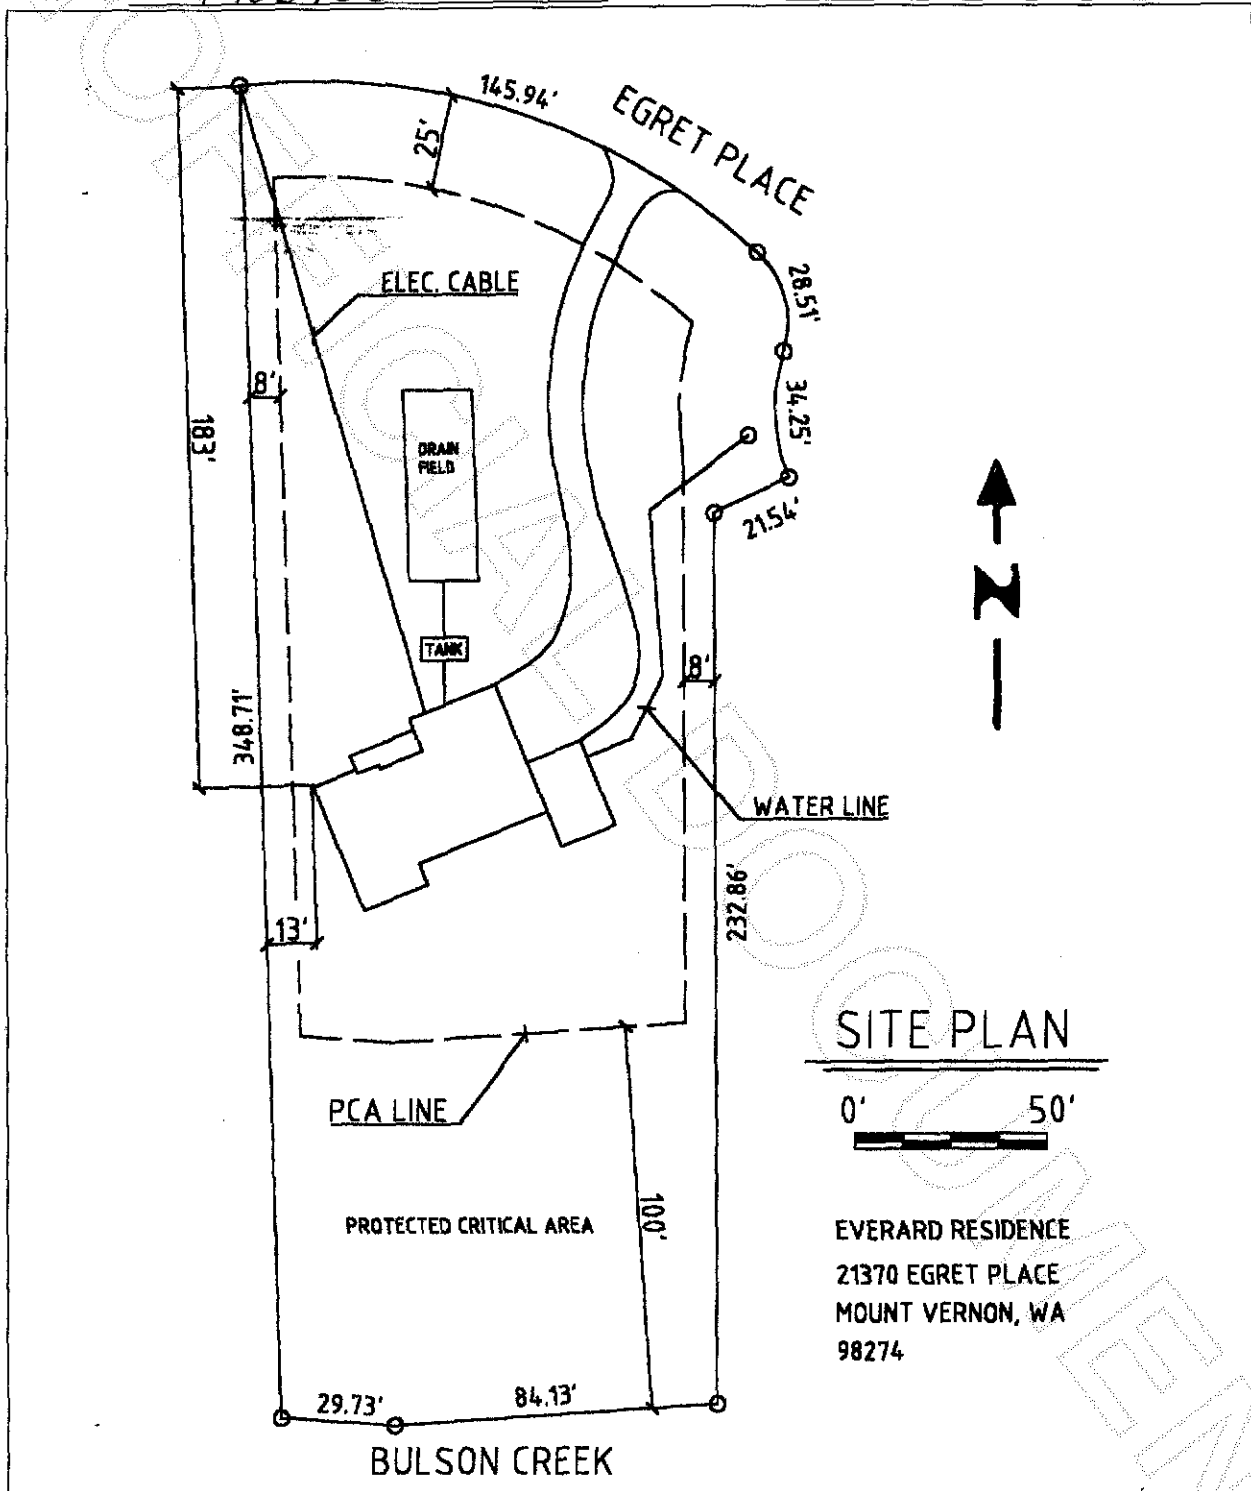 145.94'
EGRET PLACE
25'
28.51'
ELEC. CABLE
34.25'
8'
183'
DRAIN
FIELD
21.54'
N
TANK
8'
348.71'
WATER LINE
232.86'
13'
SITE PLAN
0' 50'
PCA LINE
100'
PROTECTED CRITICAL AREA
EVERARD RESIDENCE
21370 EGRET PLACE
MOUNT VERNON, WA
98274
29.73'
84.13'
BULSON CREEK